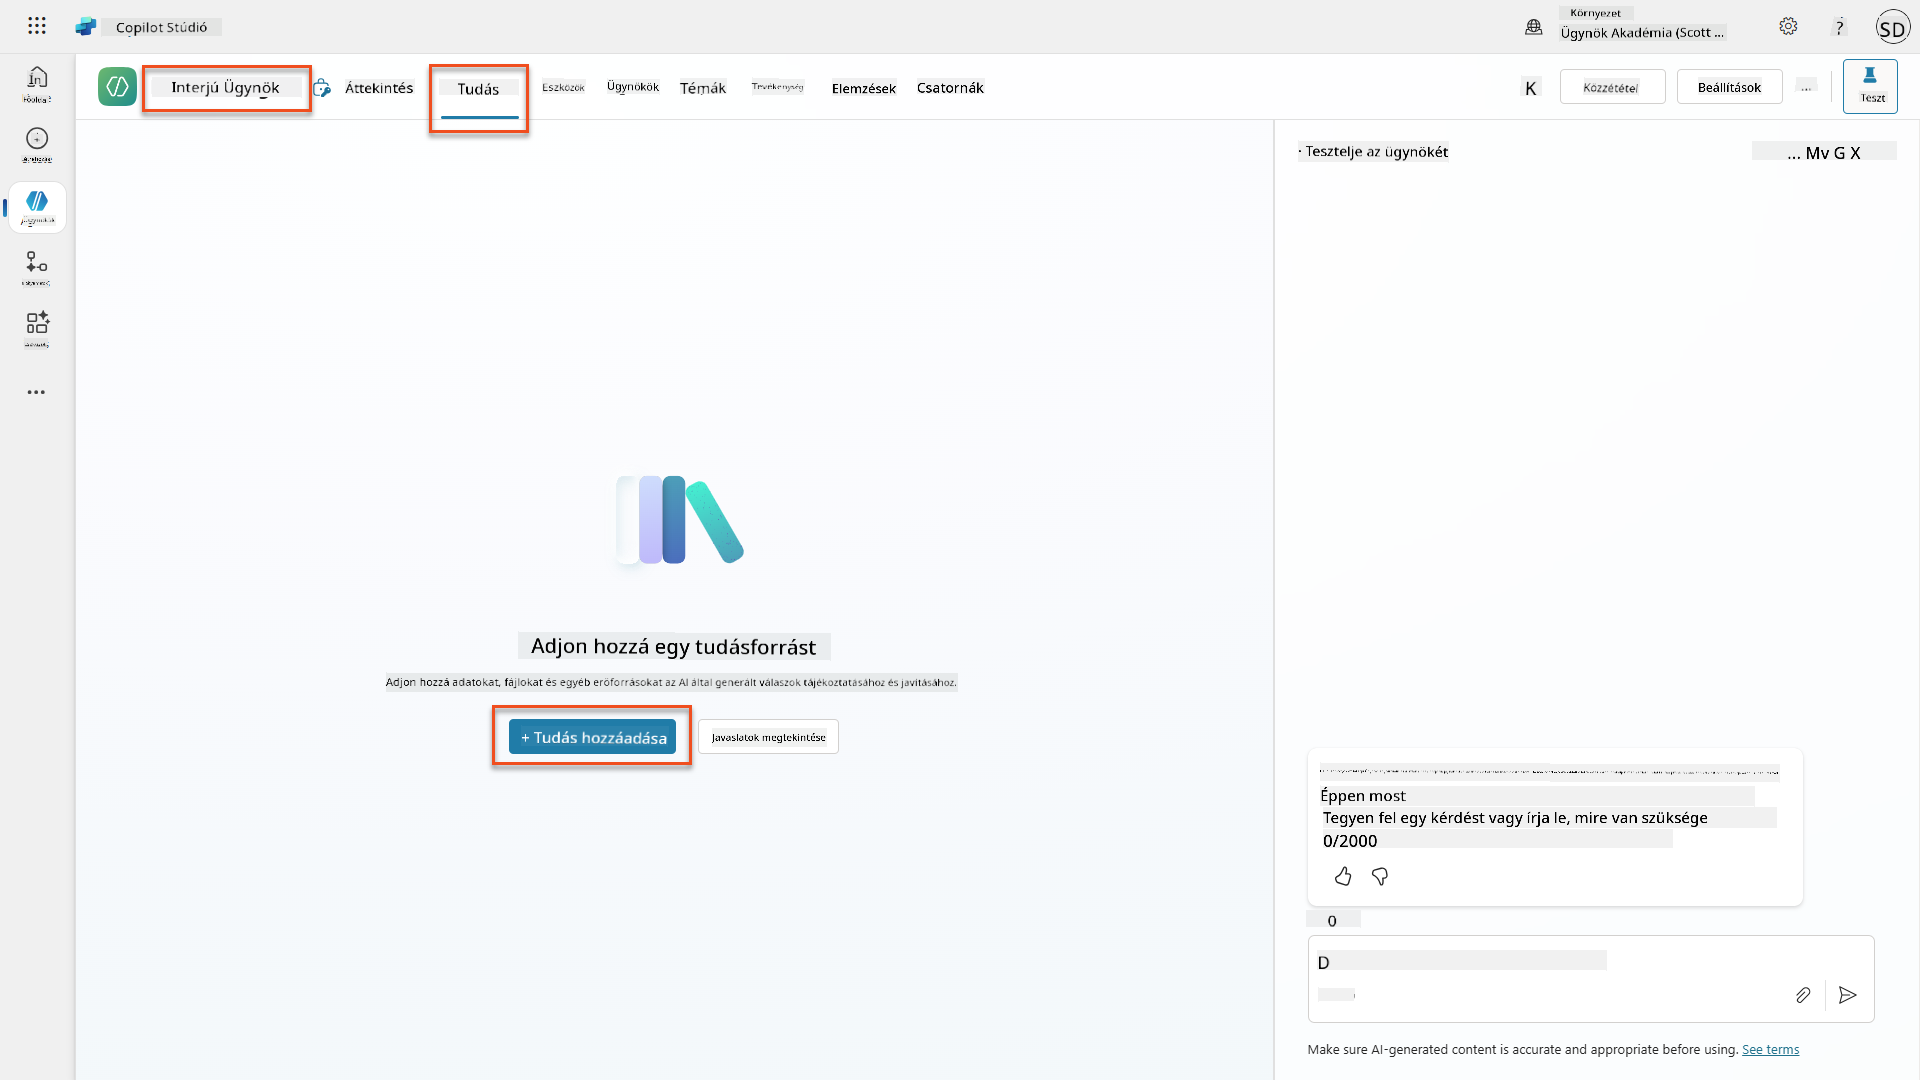 Copilot Stúdió
Környezet
Ügynök Akadémia (Scott ...
?
SD
Interjú Ügynök
Áttekintés
Tudás
Eszközök
Ügynökök
Témák
Tevékenység
Elemzések
Csatornák
K
Közzététel
Beállítások
...
Teszt
· Tesztelje az ügynökét
... Mv G X
Adjon hozzá egy tudásforrást
Adjon hozzá adatokat, fájlokat és egyéb erőforrásokat az AI által generált válaszok tájékoztatásához és javításához.
+ Tudás hozzáadása
Javaslatok megtekintése
Éppen most
Tegyen fel egy kérdést vagy írja le, mire van szüksége
0/2000
0
D
Make sure AI-generated content is accurate and appropriate before using. See terms